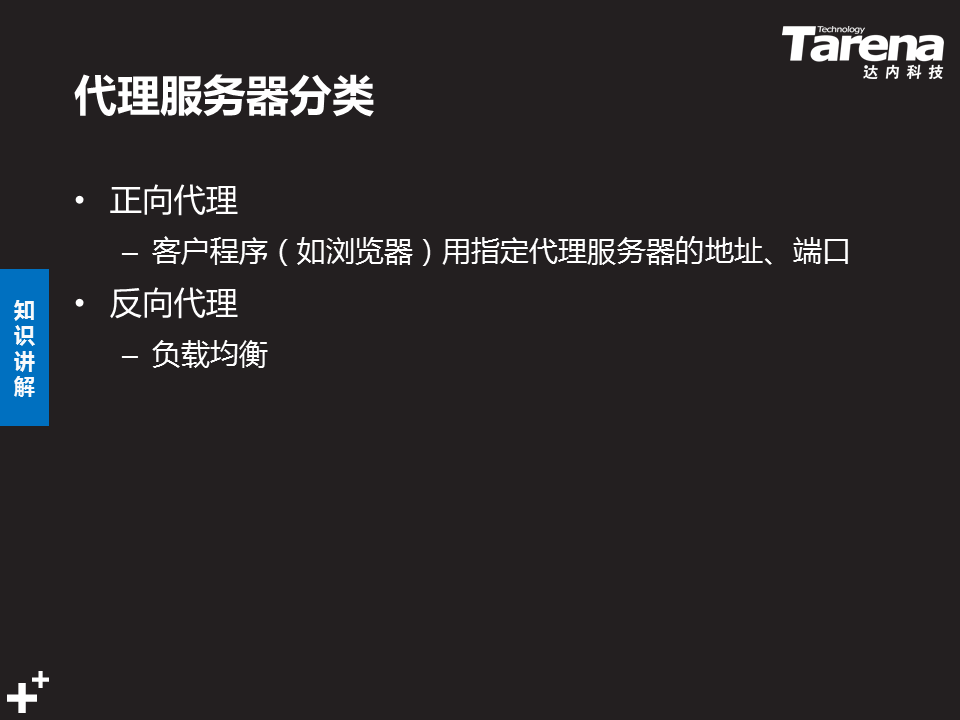 Technology
Tarena
达内科技
代理服务器分类
• 正向代理
– 客户程序（如浏览器）用指定代理服务器的地址、端口
• 反向代理
– 负载均衡
知识讲解